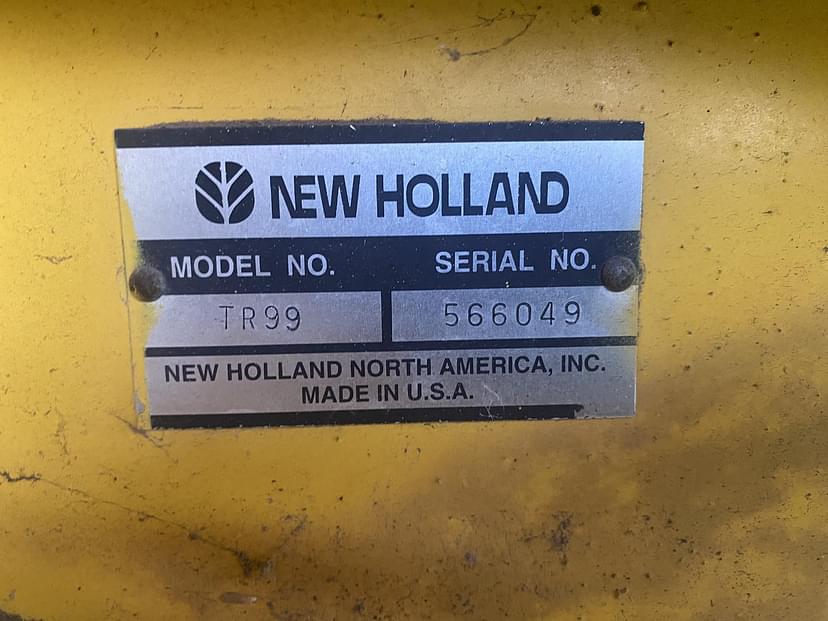 NEW HOLLAND
MODEL NO. SERIAL NO.
TR99 566049
NEW HOLLAND NORTH AMERICA, INC.
MADE IN U.S.A.